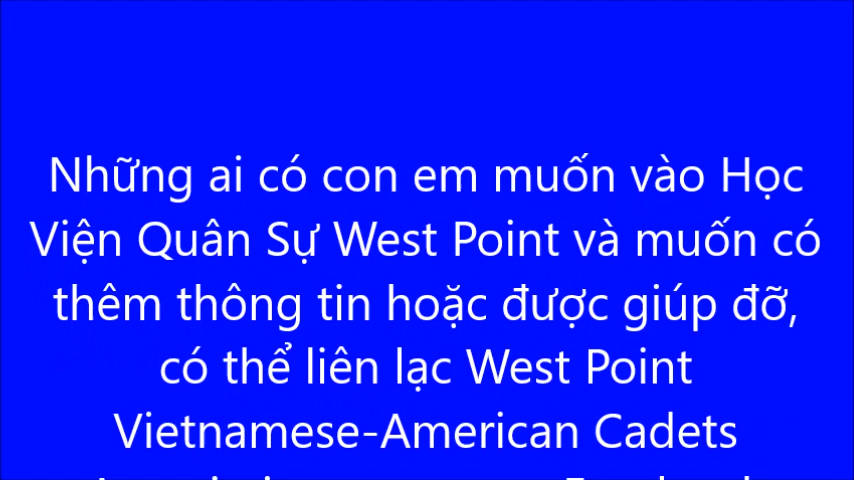 Những ai có con em muốn vào Học
Viện Quân Sự West Point và muốn có
thêm thông tin hoặc được giúp đỡ,
có thể liên lạc West Point
Vietnamese-American Cadets